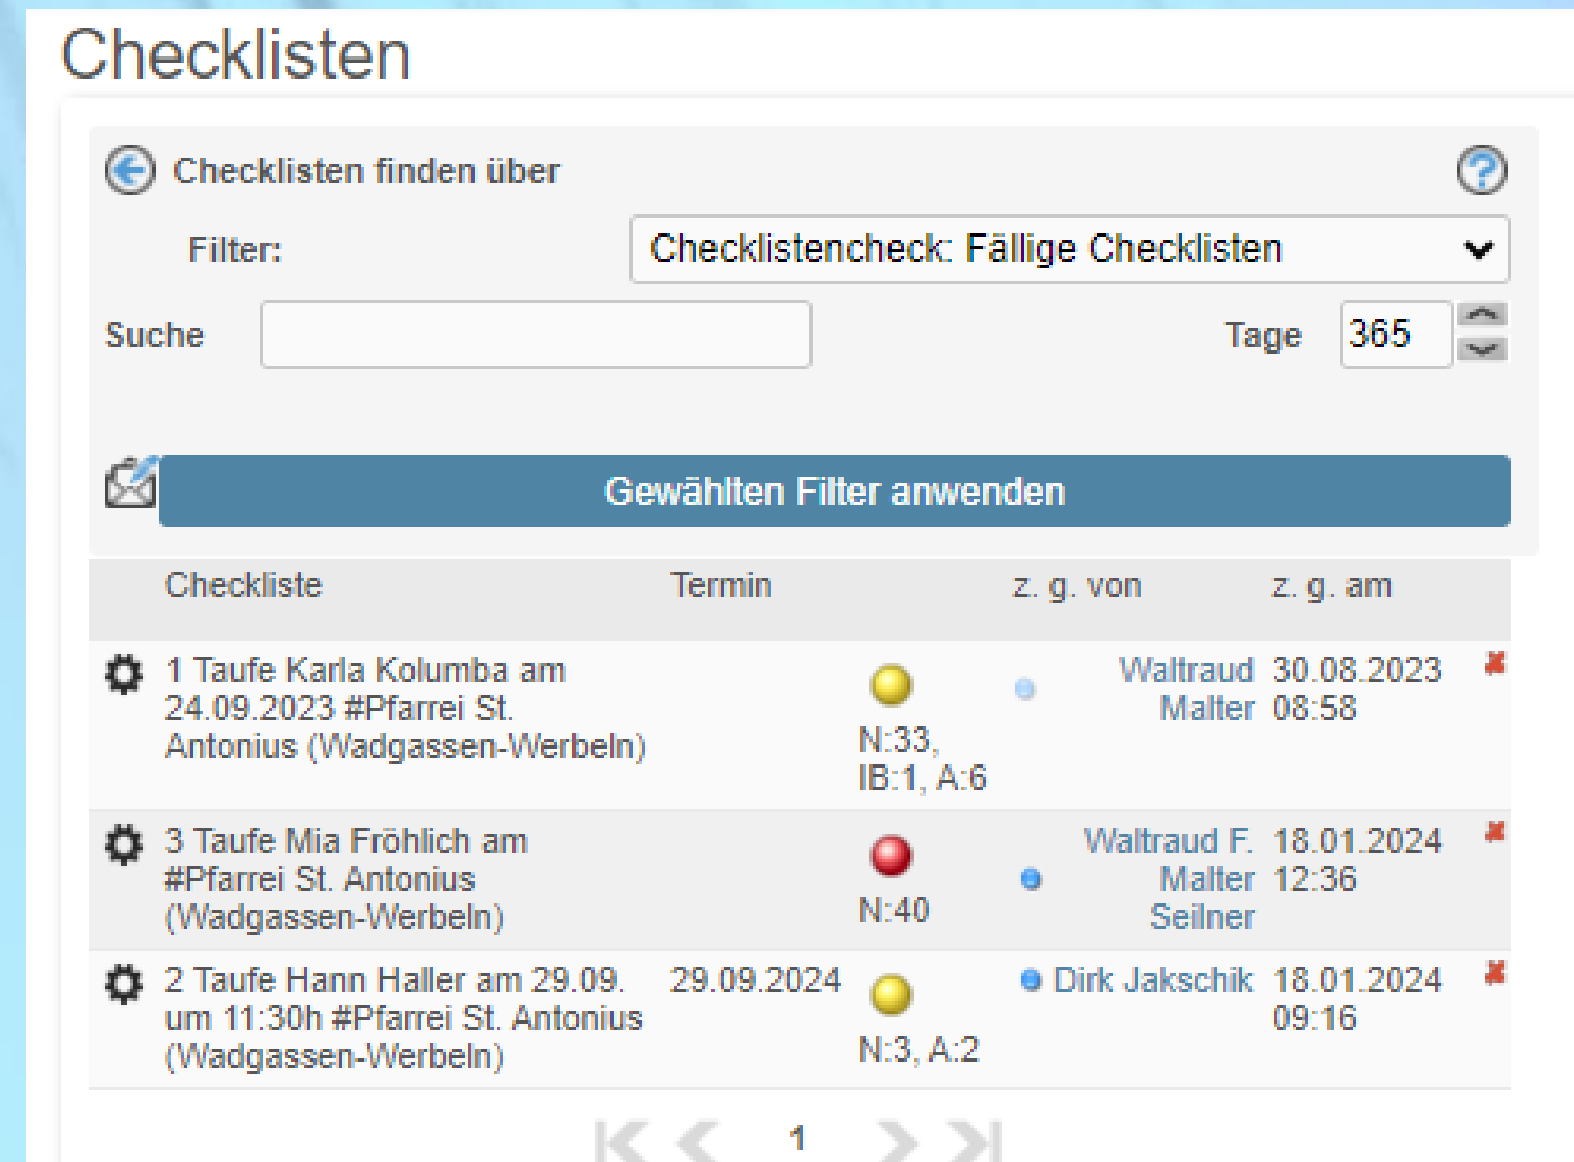 Checklisten
Checklisten finden über
?
Filter:
Checklistencheck: Fällige Checklisten
Suche
Tage 365
Gewählten Filter anwenden
Checkliste Termin z. g. von z. g. am
1 Taufe Karla Kolumba am
24.09.2023 #Pfarrei St.
Antonius (Wadgassen-Werbeln)
N:33,
IB:1, A:6
Waltraud
Malter
30.08.2023
08:58
3 Taufe Mia Fröhlich am
#Pfarrei St. Antonius
(Wadgassen-Werbeln)
N:40
Waltraud F.
Malter
Seilner
18.01.2024
12:36
2 Taufe Hann Haller am 29.09.
um 11:30h #Pfarrei St. Antonius
(Wadgassen-Werbeln)
29.09.2024
N:3, A:2
Dirk Jakschik
18.01.2024
09:16
1